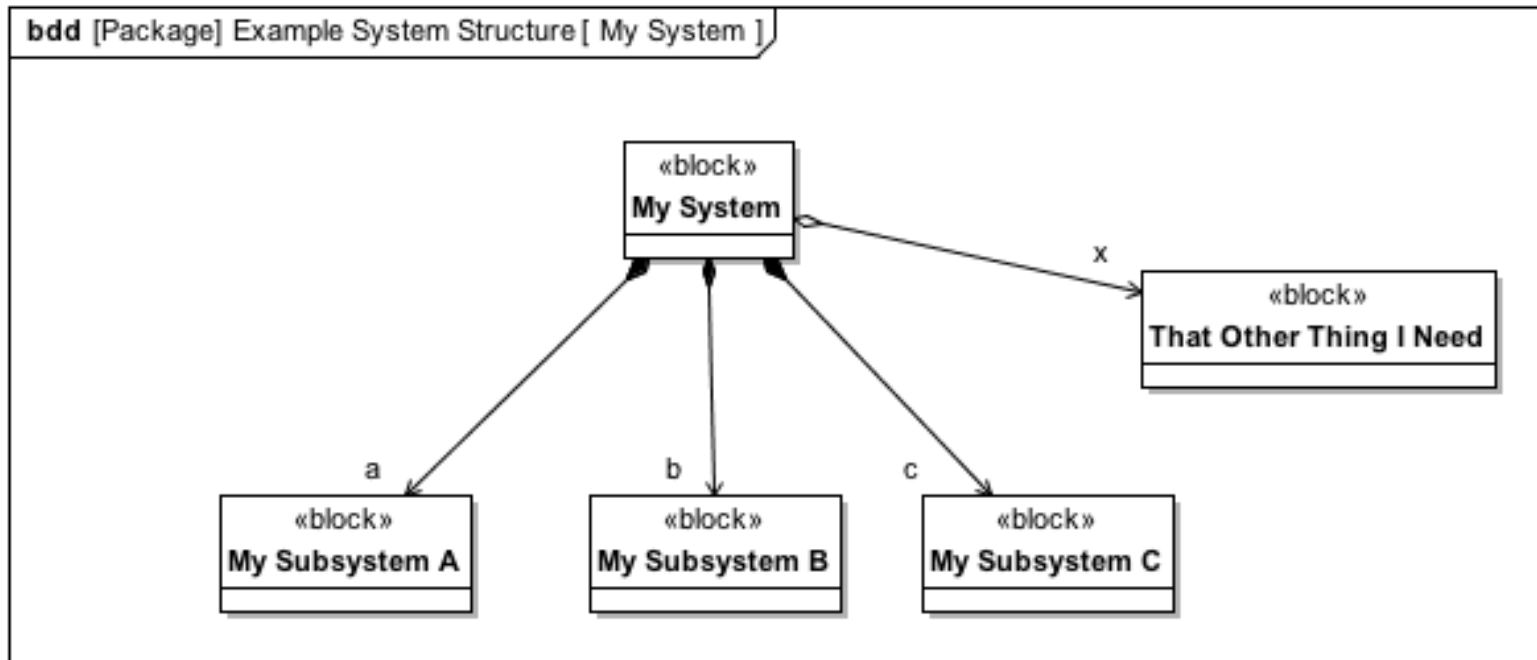 bdd [Package] Example System Structure [ My System ]
«block»
My System
x
«block»
That Other Thing I Need
a
b
c
«block»
My Subsystem A
«block»
My Subsystem B
«block»
My Subsystem C